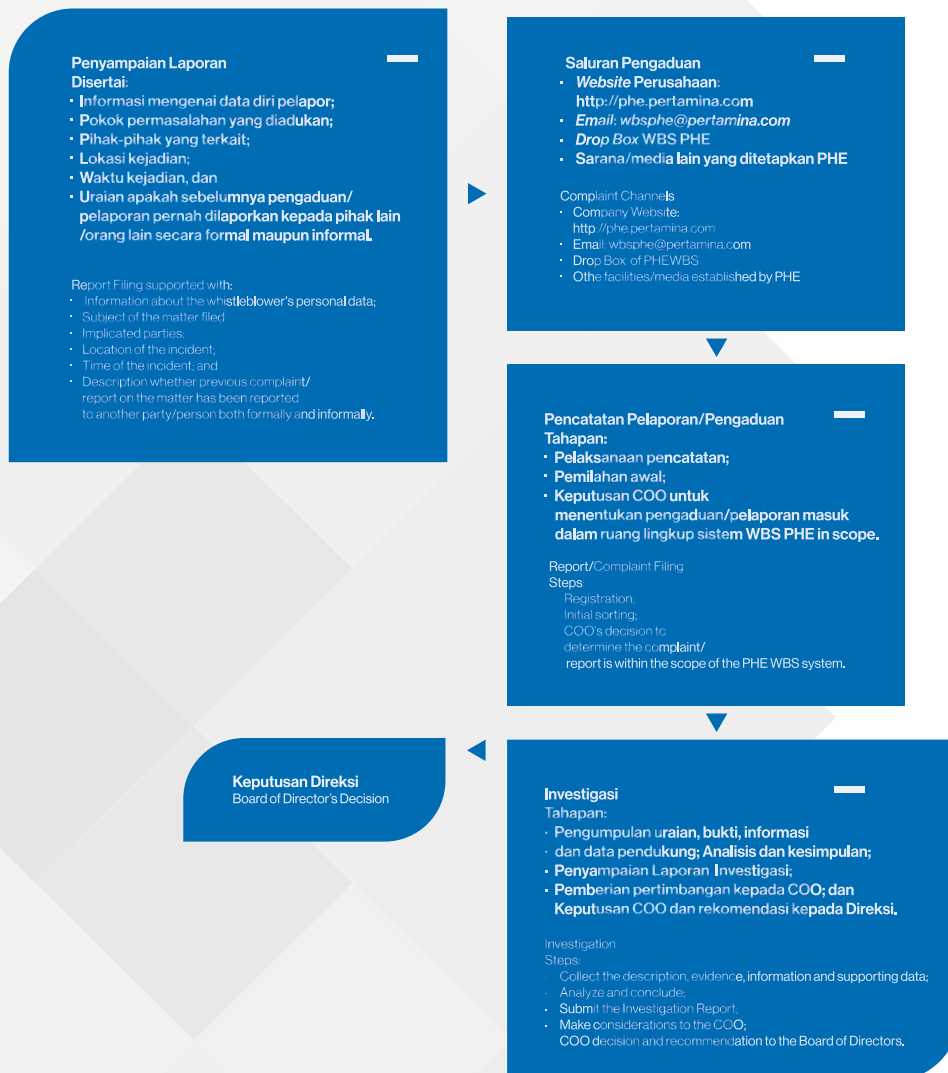 Penyampaian Laporan
Disertai:
• Informasi mengenai data diri pelapor;
• Pokok permasalahan yang diadukan;
• Pihak-pihak yang terkait;
• Lokasi kejadian;
• Waktu kejadian, dan
• Uraian apakah sebelumnya pengaduan/
pelaporan pernah dilaporkan kepada pihak lain
/orang lain secara formal maupun informal.
Report Filing supported with:
• Information about the whistleblower's personal data;
• Subject of the matter filed
• Implicated parties;
• Location of the incident;
• Time of the incident; and
• Description whether previous complaint/
report on the matter has been reported
to another party/person both formally and informally.
Saluran Pengaduan
• Website Perusahaan:
http://phe.pertamina.com
• Email: wbsphe@pertamina.com
• Drop Box WBS PHE
• Sarana/media lain yang ditetapkan PHE
Complaint Channels
• Company Website:
http://phe.pertamina.com
• Email: wbsphe@pertamina.com
• Drop Box of PHEWBS
• Othe facilities/media established by PHE
Pencatatan Pelaporan/Pengaduan
Tahapan:
• Pelaksanaan pencatatan;
• Pemilahan awal;
• Keputusan COO untuk
menentukan pengaduan/pelaporan masuk
dalam ruang lingkup sistem WBS PHE in scope.
Report/Complaint Filing
Steps:
· Registration;
· Initial sorting;
COO's decision to
determine the complaint/
report is within the scope of the PHE WBS system.
Investigasi
Tahapan:
· Pengumpulan uraian, bukti, informasi
· dan data pendukung; Analisis dan kesimpulan;
• Penyampaian Laporan Investigasi;
• Pemberian pertimbangan kepada COO; dan
Keputusan COO dan rekomendasi kepada Direksi.
Investigation
Steps:
· Collect the description, evidence, information and supporting data;
· Analyze and conclude;
• Submit the Investigation Report.
• Make considerations to the COO;
COO decision and recommendation to the Board of Directors.
Keputusan Direksi
Board of Director's Decision